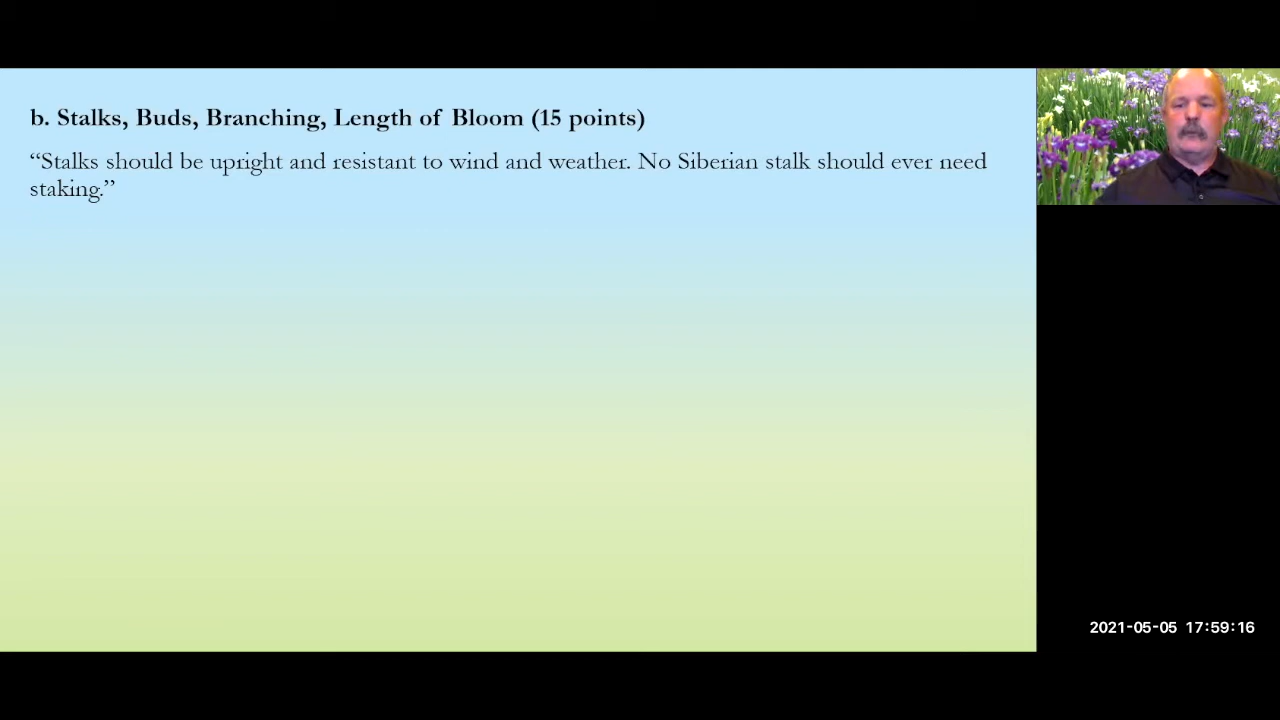 b. Stalks, Buds, Branching, Length of Bloom (15 points)
“Stalks should be upright and resistant to wind and weather. No Siberian stalk should ever need
staking.”
2021-05-05 17:59:16